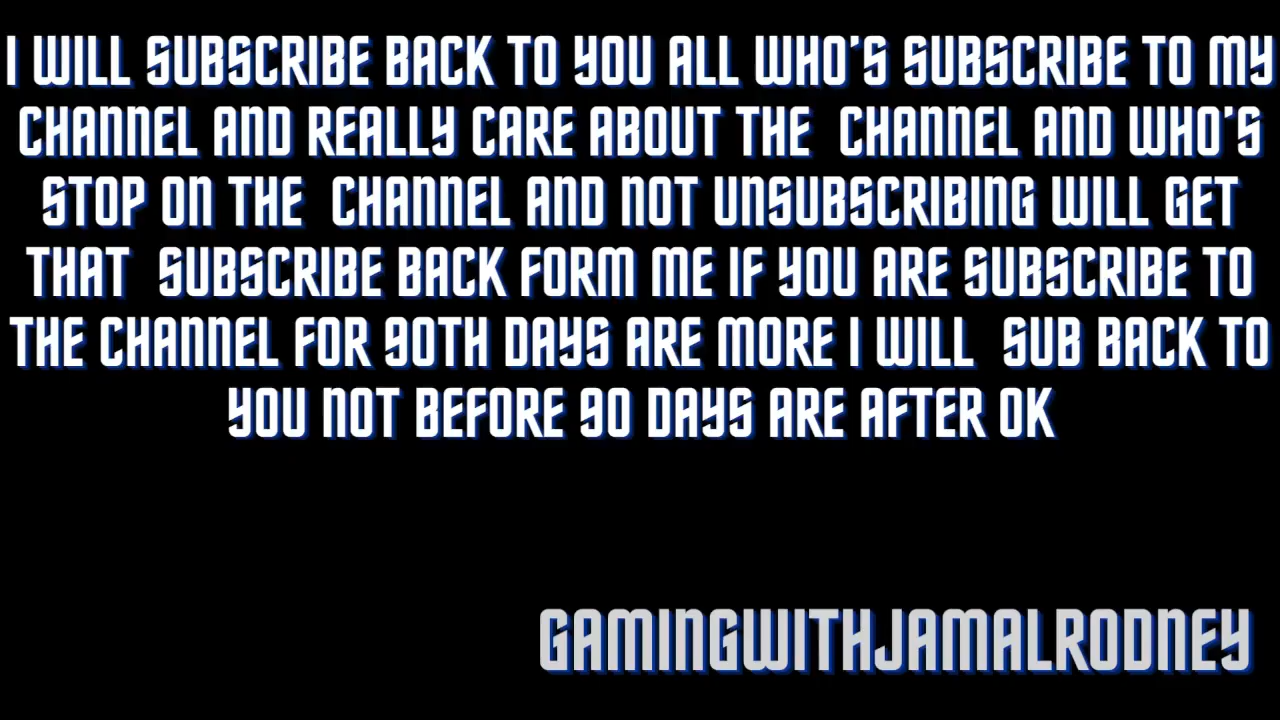 I WILL SUBSCRIBE BACK TO YOU ALL WHO'S SUBSCRIBE TO MY
CHANNEL AND REALLY CARE ABOUT THE CHANNEL AND WHO'S
STOP ON THE CHANNEL AND NOT UNSUBSCRIBING WILL GET
THAT SUBSCRIBE BACK FORM ME IF YOU ARE SUBSCRIBE TO
THE CHANNEL FOR 90TH DAYS ARE MORE I WILL SUB BACK TO
YOU NOT BEFORE 90 DAYS ARE AFTER OK
GAMINGWITHJAMALRODNEY